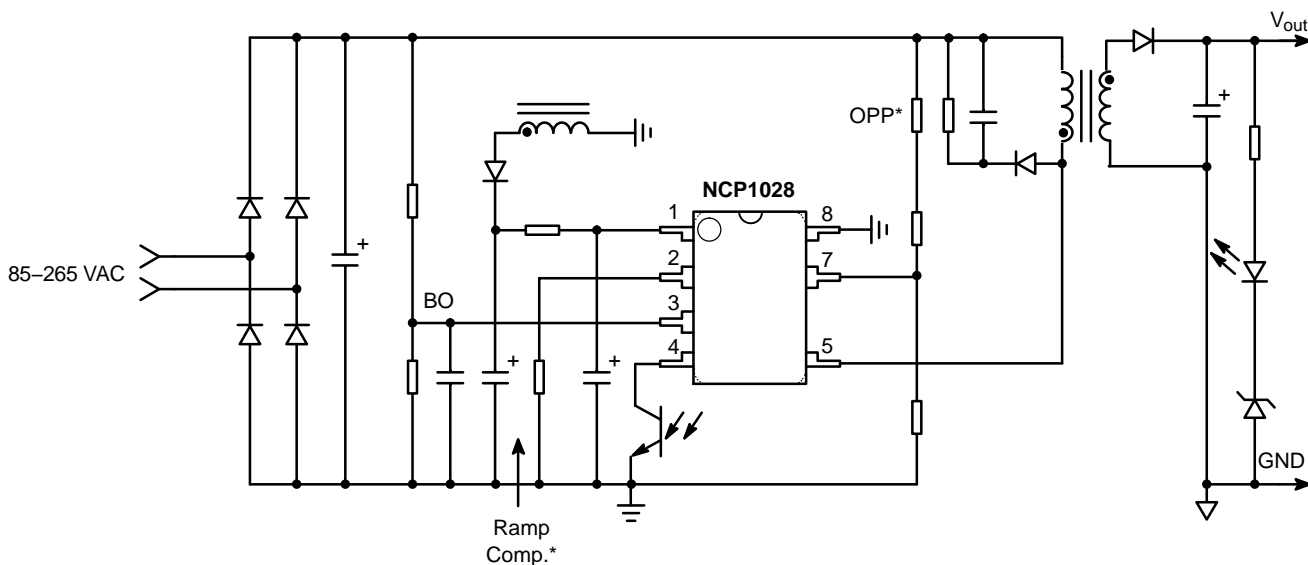 V_out
OPP*
NCP1028
1
8
2
7
85–265 VAC
BO
3
4
5
+
+
+
+
GND
Ramp
Comp.*